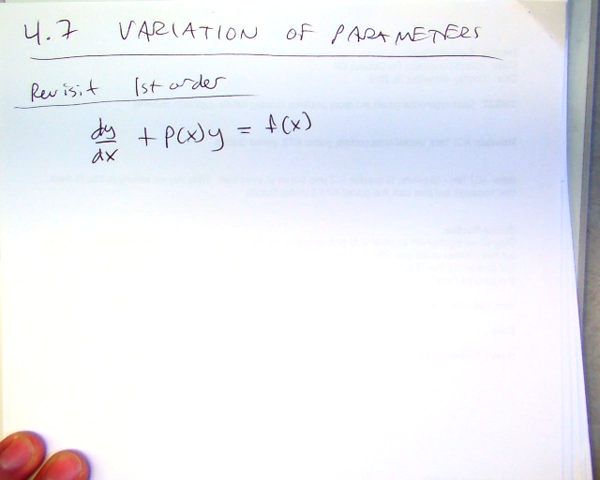 4.7 VARIATION OF PARAMETERS
Revisit 1st order
dy/dx + P(x)y = f(x)